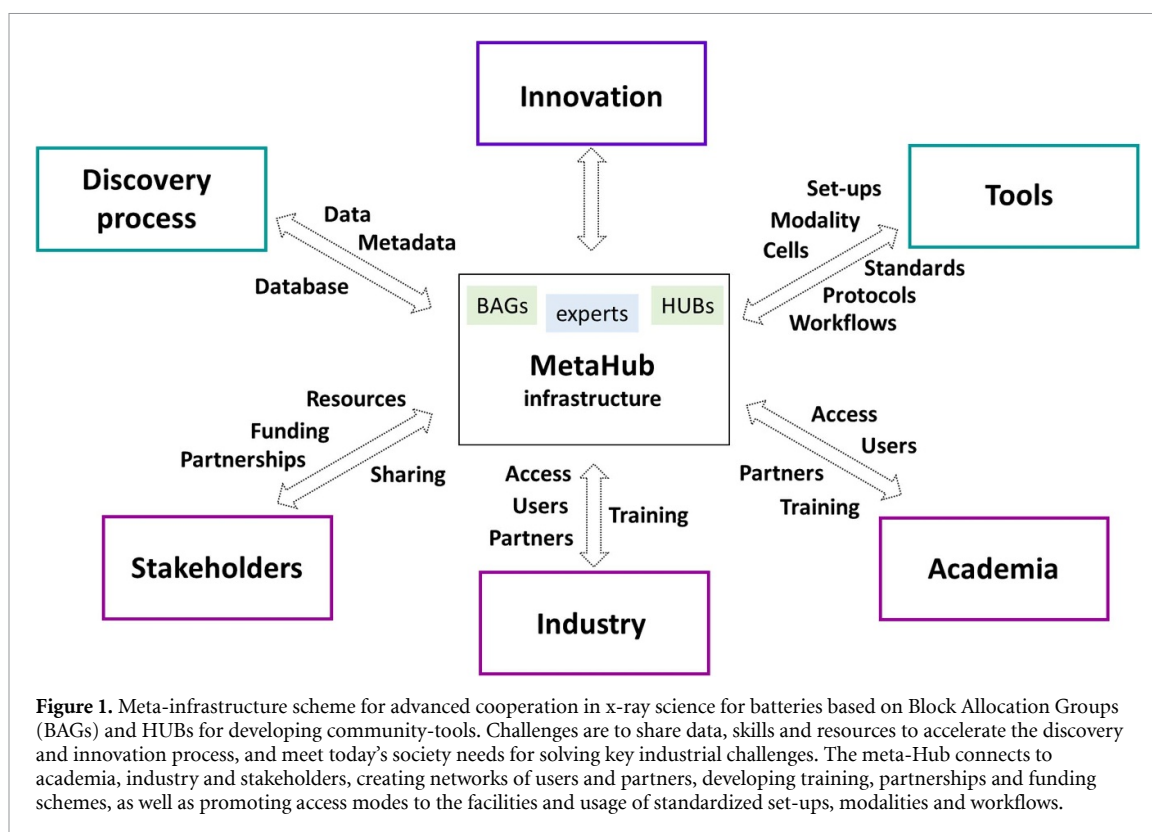 Innovation
Discovery
process
Tools
Data
Metadata
Database
Set-ups
Modality
Cells
Standards
Protocols
Workflows
BAGs
experts
HUBs
MetaHub
infrastructure
Resources
Funding
Partnerships
Sharing
Access
Users
Partners
Training
Access
Users
Partners
Training
Stakeholders
Industry
Academia
Figure 1. Meta-infrastructure scheme for advanced cooperation in x-ray science for batteries based on Block Allocation Groups
(BAGs) and HUBs for developing community-tools. Challenges are to share data, skills and resources to accelerate the discovery
and innovation process, and meet today's society needs for solving key industrial challenges. The meta-Hub connects to
academia, industry and stakeholders, creating networks of users and partners, developing training, partnerships and funding
schemes, as well as promoting access modes to the facilities and usage of standardized set-ups, modalities and workflows.